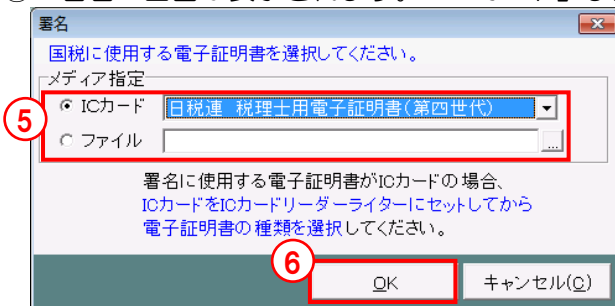 署名
国税に使用する電子証明書を選択してください。
メディア指定
⑤
ICカード 日税連 税理士用電子証明書(第四世代)
ファイル ...
署名に使用する電子証明書がICカードの場合、
ICカードをICカードリーダーライターにセットしてから
電子証明書の種類を選択してください。
⑥
OK キャンセル(C)